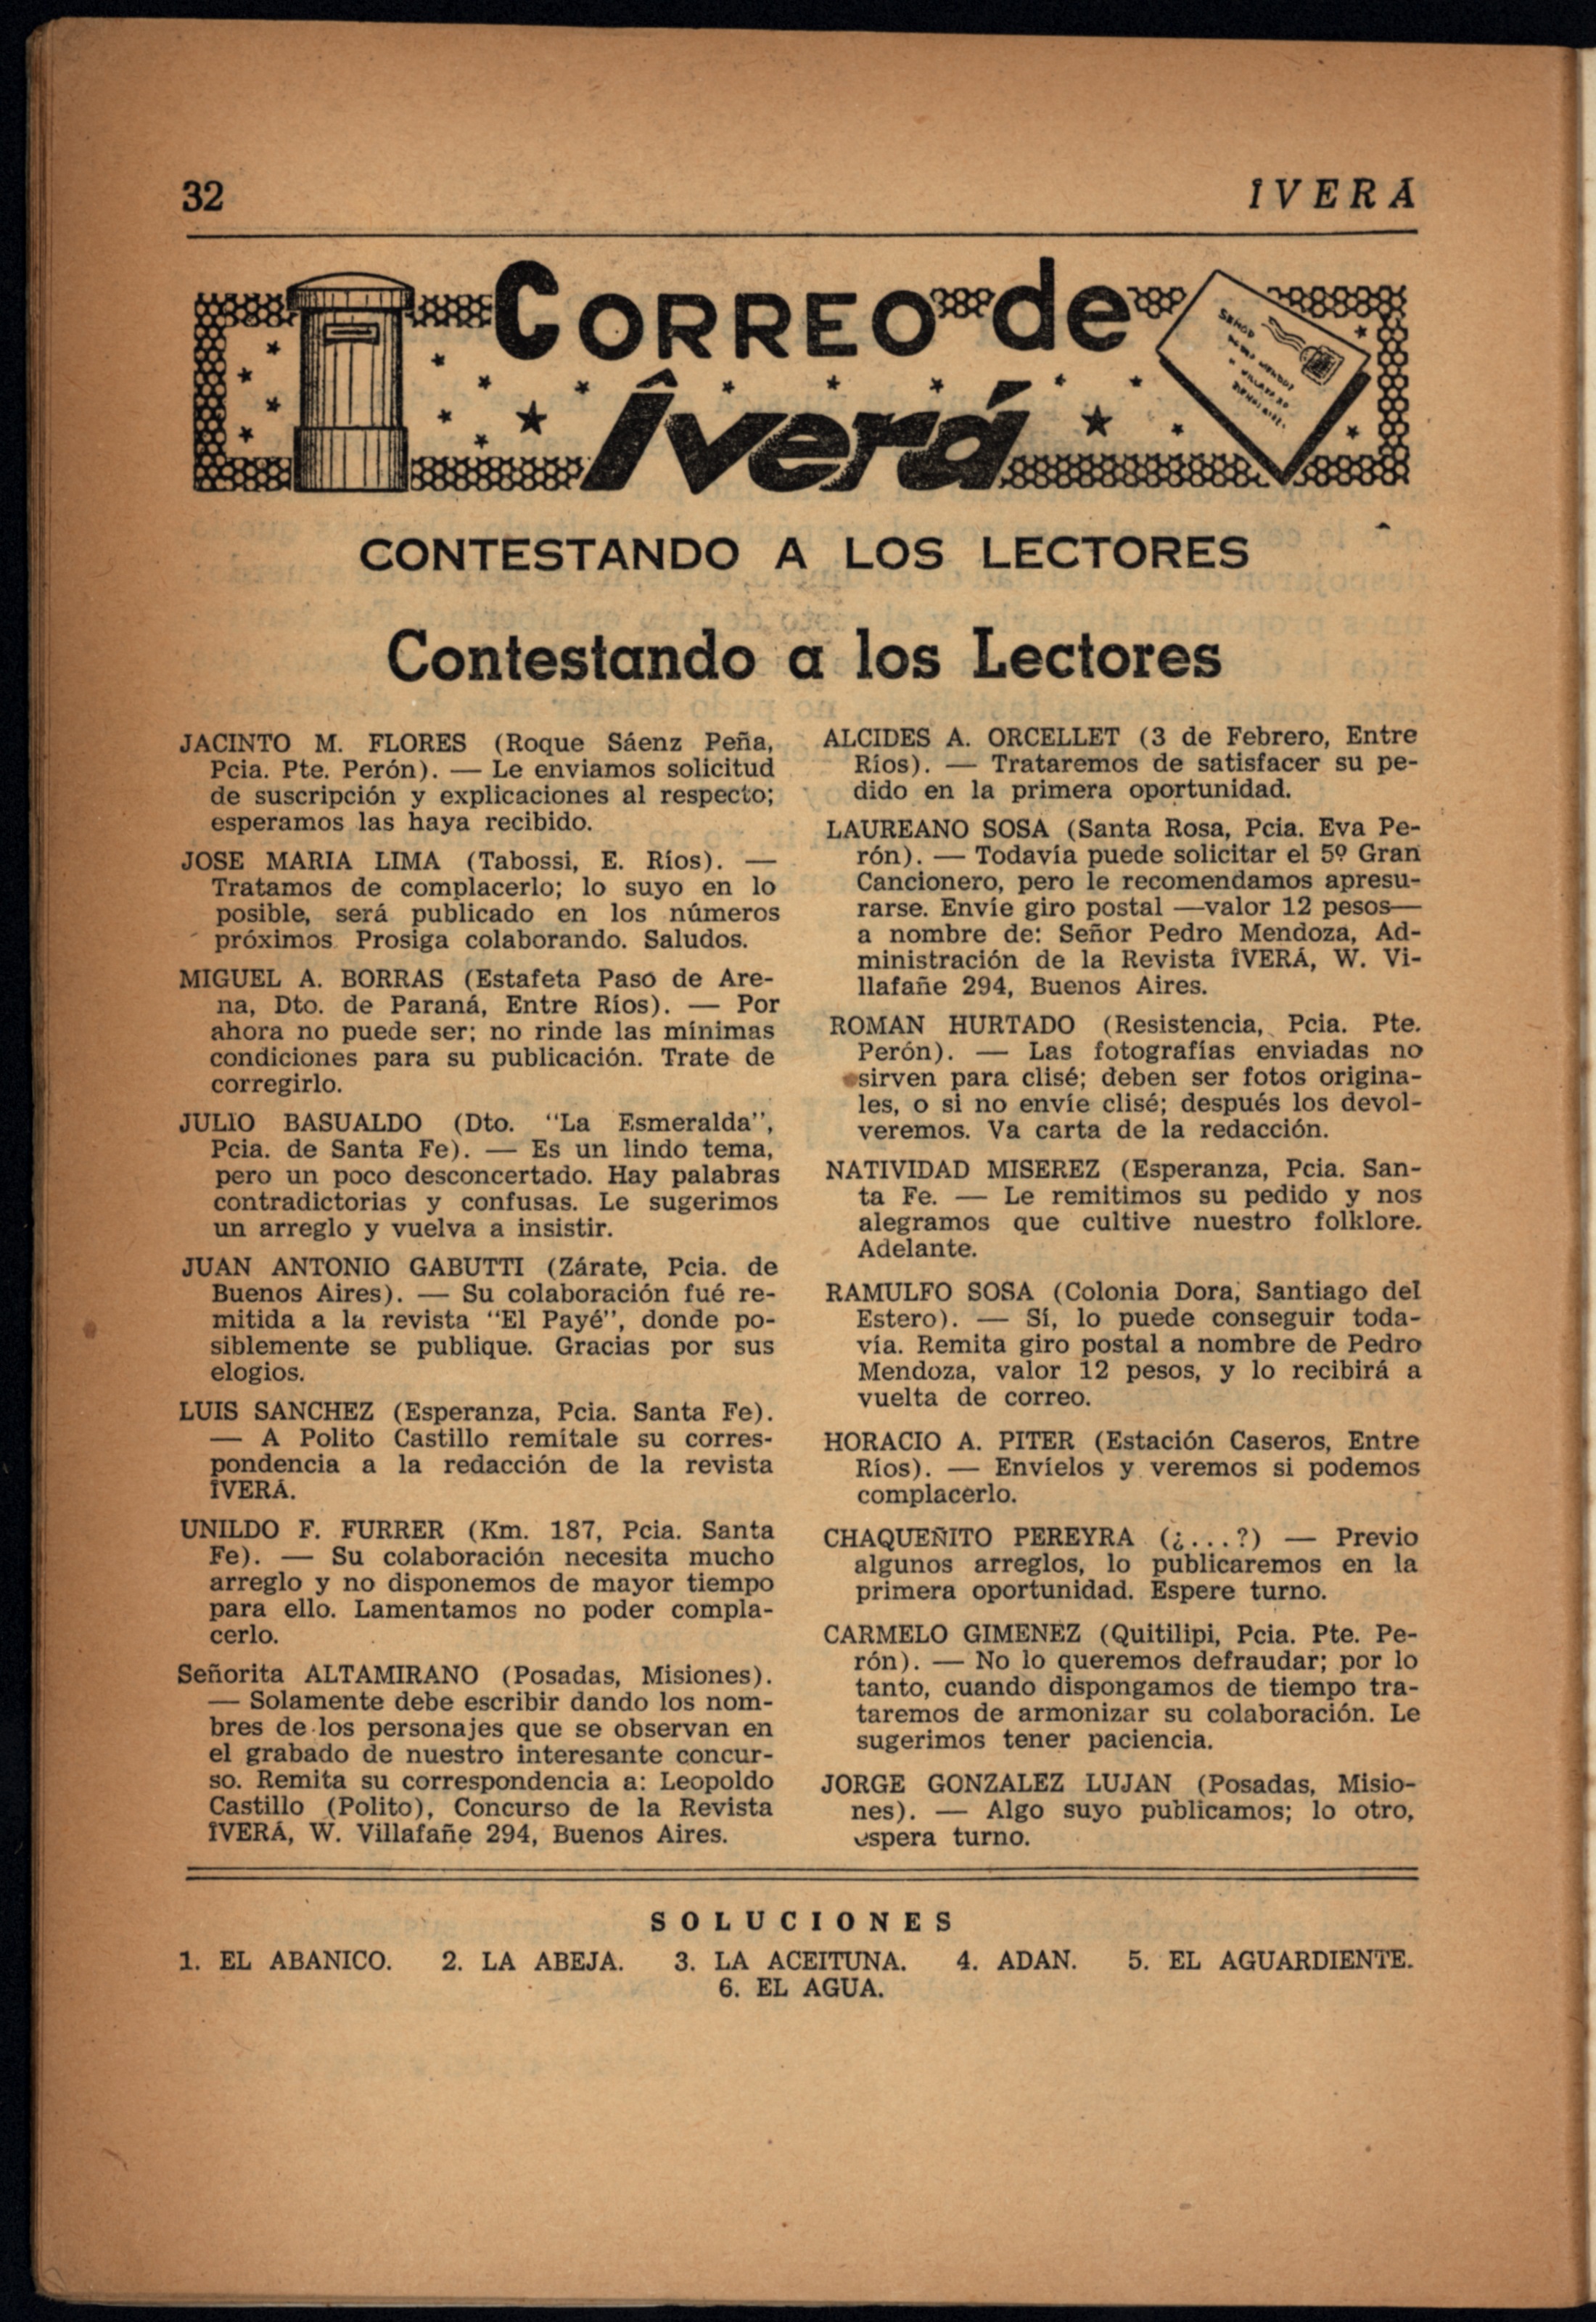 32
ÎVERÁ
CORREO de
Îverá
SEÑOR
CONTESTANDO A LOS LECTORES
Contestando a los Lectores
JACINTO M. FLORES (Roque Sáenz Peña,
Pcia. Pte. Perón). — Le enviamos solicitud
de suscripción y explicaciones al respecto;
esperamos las haya recibido.
JOSE MARIA LIMA (Tabossi, E. Ríos). —
Tratamos de complacerlo; lo suyo en lo
posible, será publicado en los números
próximos. Prosiga colaborando. Saludos.
MIGUEL A. BORRAS (Estafeta Paso de Are-
na, Dto. de Paraná, Entre Ríos). — Por
ahora no puede ser; no rinde las mínimas
condiciones para su publicación. Trate de
corregirlo.
JULIO BASUALDO (Dto. "La Esmeralda",
Pcia. de Santa Fe). — Es un lindo tema,
pero un poco desconcertado. Hay palabras
contradictorias y confusas. Le sugerimos
un arreglo y vuelva a insistir.
JUAN ANTONIO GABUTTI (Zárate, Pcia. de
Buenos Aires). — Su colaboración fué re-
mitida a la revista "El Payé", donde po-
siblemente se publique. Gracias por sus
elogios.
LUIS SANCHEZ (Esperanza, Pcia. Santa Fe).
— A Polito Castillo remítale su corres-
pondencia a la redacción de la revista
ÎVERÁ.
UNILDO F. FURRER (Km. 187, Pcia. Santa
Fe). — Su colaboración necesita mucho
arreglo y no disponemos de mayor tiempo
para ello. Lamentamos no poder compla-
cerlo.
Señorita ALTAMIRANO (Posadas, Misiones).
— Solamente debe escribir dando los nom-
bres de los personajes que se observan en
el grabado de nuestro interesante concur-
so. Remita su correspondencia a: Leopoldo
Castillo (Polito), Concurso de la Revista
ÎVERÁ, W. Villafañe 294, Buenos Aires.
ALCIDES A. ORCELLET (3 de Febrero, Entre
Ríos). — Trataremos de satisfacer su pe-
dido en la primera oportunidad.
LAUREANO SOSA (Santa Rosa, Pcia. Eva Pe-
rón). — Todavía puede solicitar el 5º Gran
Cancionero, pero le recomendamos apresu-
rarse. Envíe giro postal —valor 12 pesos—
a nombre de: Señor Pedro Mendoza, Ad-
ministración de la Revista ÎVERÁ, W. Vi-
llafañe 294, Buenos Aires.
ROMAN HURTADO (Resistencia, Pcia. Pte.
Perón). — Las fotografías enviadas no
sirven para clisé; deben ser fotos origina-
les, o si no envíe clisé; después los devol-
veremos. Va carta de la redacción.
NATIVIDAD MISEREZ (Esperanza, Pcia. San-
ta Fe. — Le remitimos su pedido y nos
alegramos que cultive nuestro folklore.
Adelante.
RAMULFO SOSA (Colonia Dora, Santiago del
Estero). — Sí, lo puede conseguir toda-
vía. Remita giro postal a nombre de Pedro
Mendoza, valor 12 pesos, y lo recibirá a
vuelta de correo.
HORACIO A. PITER (Estación Caseros, Entre
Ríos). — Envíelos y veremos si podemos
complacerlo.
CHAQUEÑITO PEREYRA (¿...?) — Previo
algunos arreglos, lo publicaremos en la
primera oportunidad. Espere turno.
CARMELO GIMENEZ (Quitilipi, Pcia. Pte. Pe-
rón). — No lo queremos defraudar; por lo
tanto, cuando dispongamos de tiempo tra-
taremos de armonizar su colaboración. Le
sugerimos tener paciencia.
JORGE GONZALEZ LUJAN (Posadas, Misio-
nes). — Algo suyo publicamos; lo otro,
espera turno.
SOLUCIONES
1. EL ABANICO. 2. LA ABEJA. 3. LA ACEITUNA. 4. ADAN. 5. EL AGUARDIENTE.
6. EL AGUA.